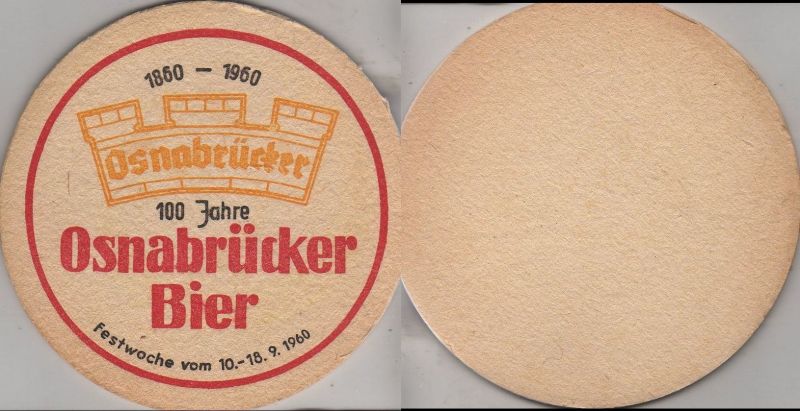 1860 – 1960
Osnabrücker
100 Jahre
Osnabrücker
Bier
Festwoche vom 10.-18.9.1960